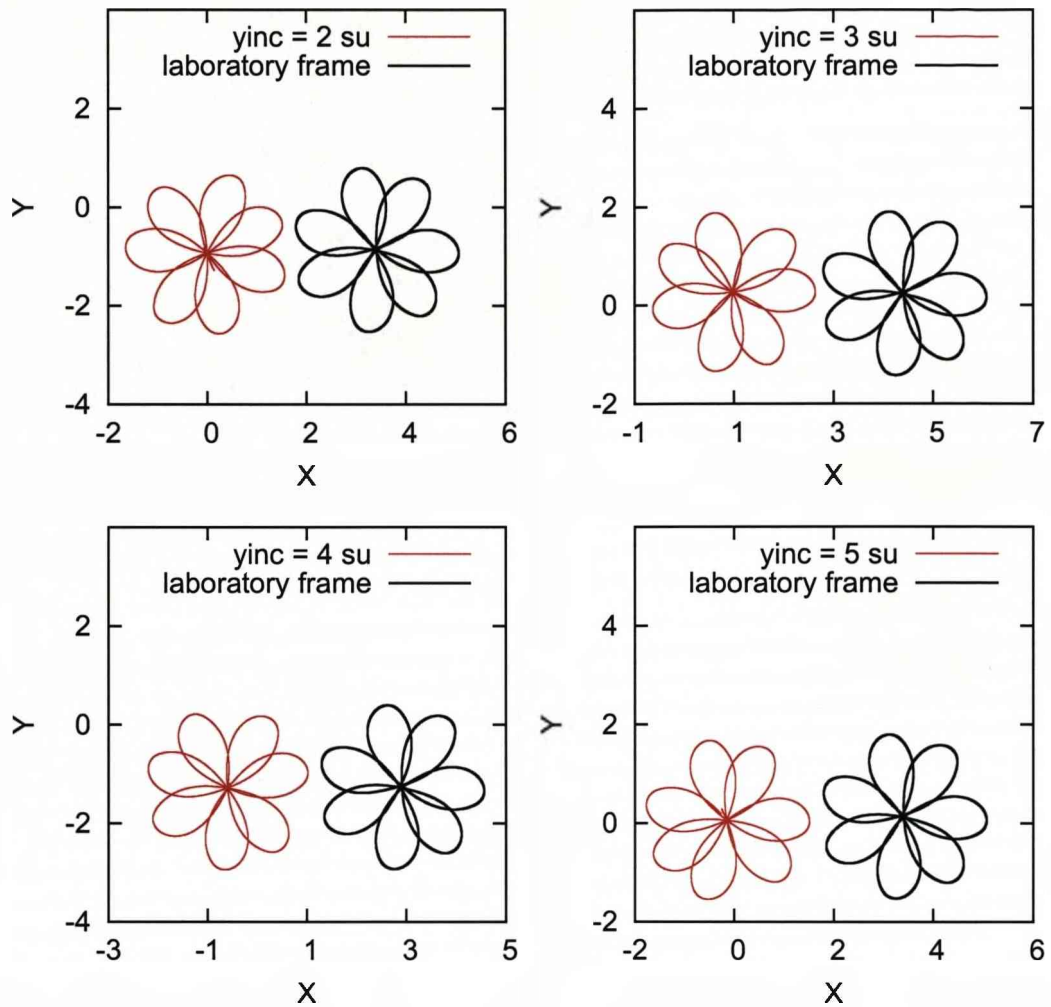 yinc = 2 su
laboratory frame
2
0
-2
-4
Y
-2 0 2 4 6
X
yinc = 3 su
laboratory frame
4
2
0
-2
Y
-1 1 3 5 7
X
yinc = 4 su
laboratory frame
2
0
-2
-4
Y
-3 -1 1 3 5
X
yinc = 5 su
laboratory frame
4
2
0
-2
Y
-2 0 2 4 6
X